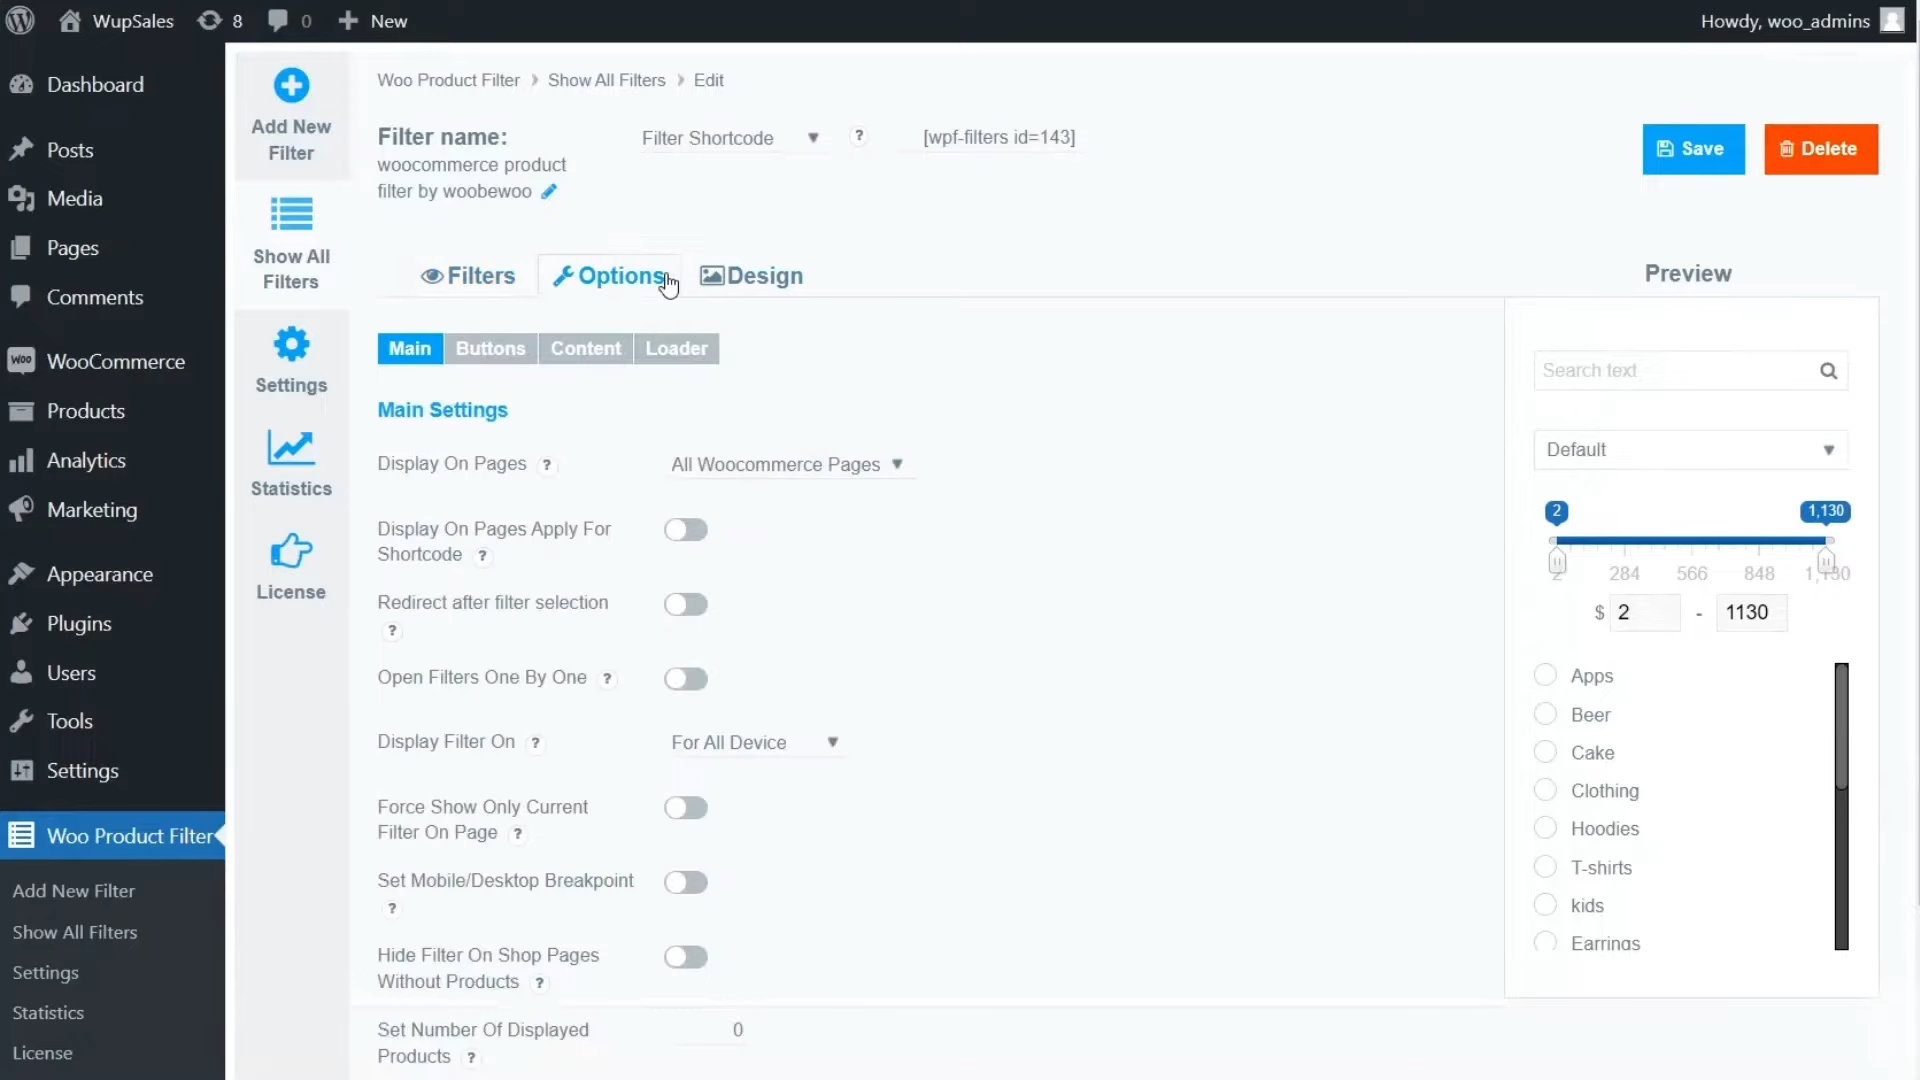 WupSales
8
0
New
Howdy, woo_admins
Dashboard
Posts
Media
Pages
Comments
WooCommerce
Products
Analytics
Marketing
Appearance
Plugins
Users
Tools
Settings
Woo Product Filter
Add New Filter
Show All Filters
Settings
Statistics
License
Add New
Filter
Show All
Filters
Settings
Statistics
License
Woo Product Filter
Show All Filters
Edit
Filter name:
woocommerce product
filter by woobewoo
Filter Shortcode
?
[wpf-filters id=143]
Save
Delete
Filters
Options
Design
Preview
Main
Buttons
Content
Loader
Main Settings
Display On Pages ?
All Woocommerce Pages
Display On Pages Apply For
Shortcode ?
Redirect after filter selection
?
Open Filters One By One ?
Display Filter On ?
For All Device
Force Show Only Current
Filter On Page ?
Set Mobile/Desktop Breakpoint
?
Hide Filter On Shop Pages
Without Products ?
Set Number Of Displayed
Products ?
0
Search text
Default
2
1,130
2
284
566
848
1,130
$ 2 - 1130
Apps
Beer
Cake
Clothing
Hoodies
T-shirts
kids
Earrings